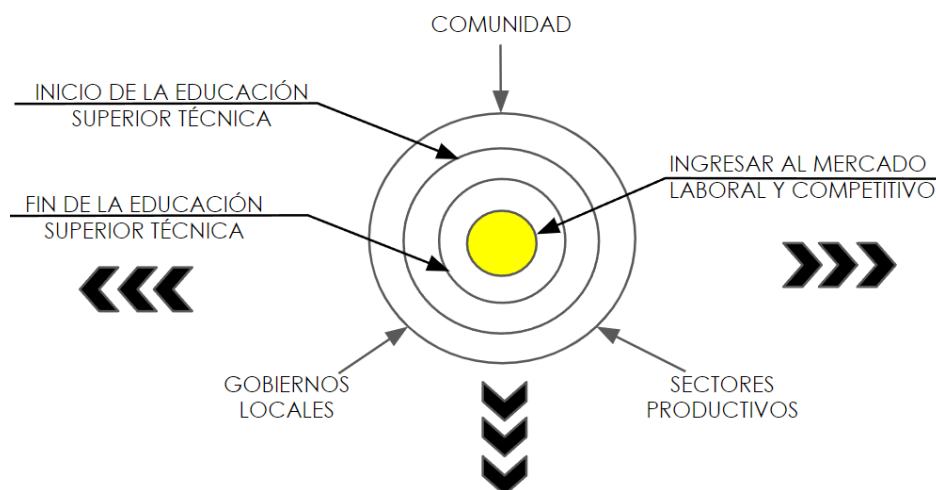 COMUNIDAD
INICIO DE LA EDUCACIÓN
SUPERIOR TÉCNICA
INGRESAR AL MERCADO
LABORAL Y COMPETITIVO
FIN DE LA EDUCACIÓN
SUPERIOR TÉCNICA
GOBIERNOS
LOCALES
SECTORES
PRODUCTIVOS